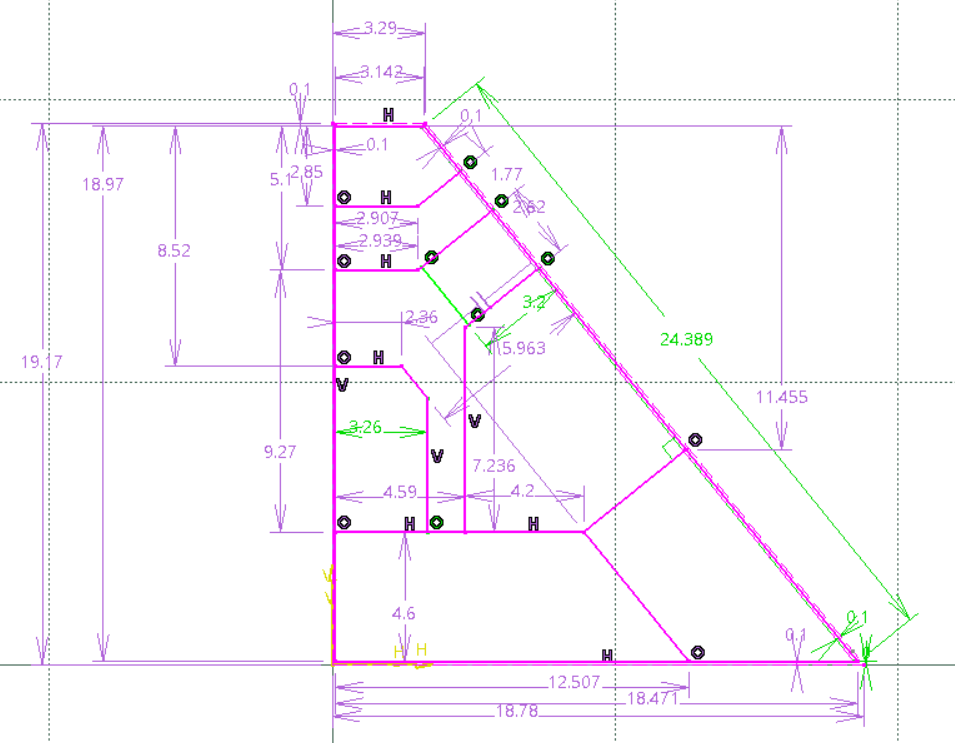 3.29
3.142
0.1
0.1
0.1
H
18.97
5.1
2.85
1.77
H
2.907
2.62
8.52
2.939
H
3.2
2.36
5.963
24.389
19.17
H
V
11.455
3.26
V
9.27
V
7.236
4.59
4.2
H
H
4.6
0.1
0.1
H
H
H
12.507
18.471
18.78